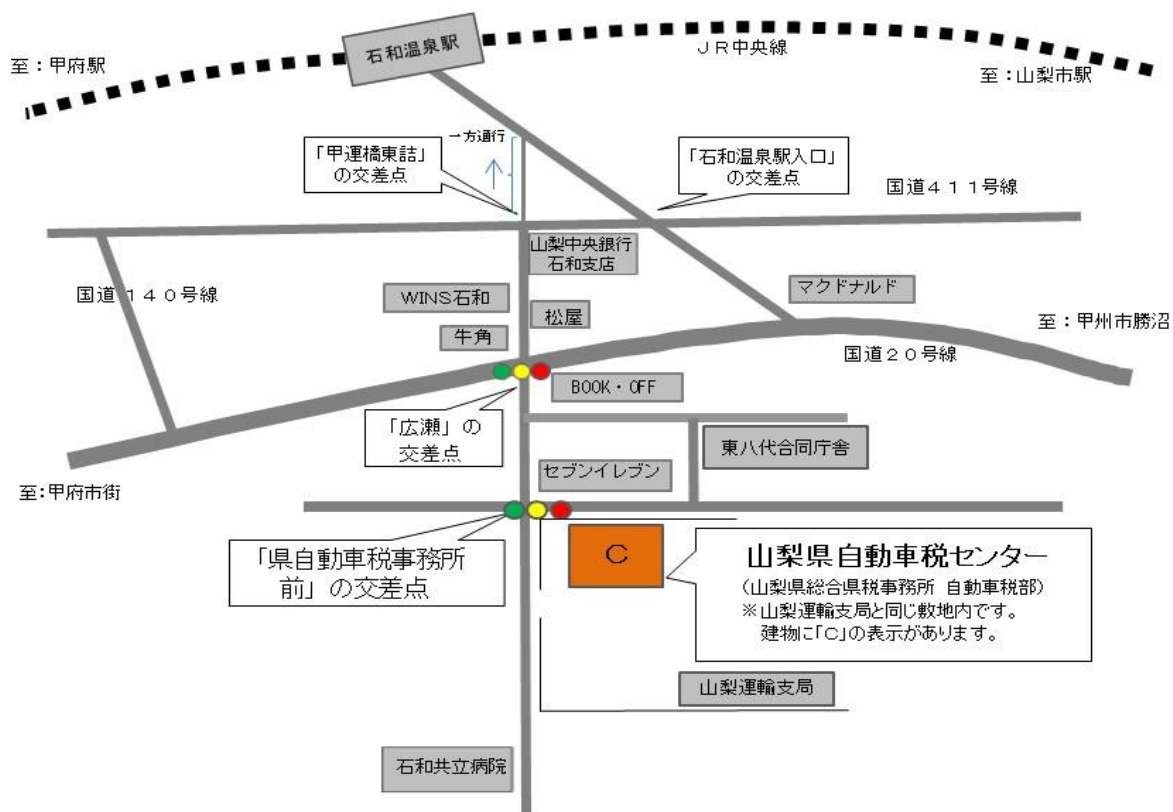 石和温泉駅
JR中央線
至：甲府駅
至：山梨市駅
一方通行
「甲運橋東詰」
の交差点
「石和温泉駅入口」
の交差点
国道411号線
山梨中央銀行
石和支店
国道140号線
WINS石和
松屋
マクドナルド
牛角
至：甲州市勝沼
国道20号線
BOOK・OFF
「広瀬」の
交差点
東八代合同庁舎
セブンイレブン
至：甲府市街
「県自動車税事務所
前」の交差点
C
山梨県自動車税センター
(山梨県総合県税事務所 自動車税部)
※山梨運輸支局と同じ敷地内です。
建物に「C」の表示があります。
山梨運輸支局
石和共立病院